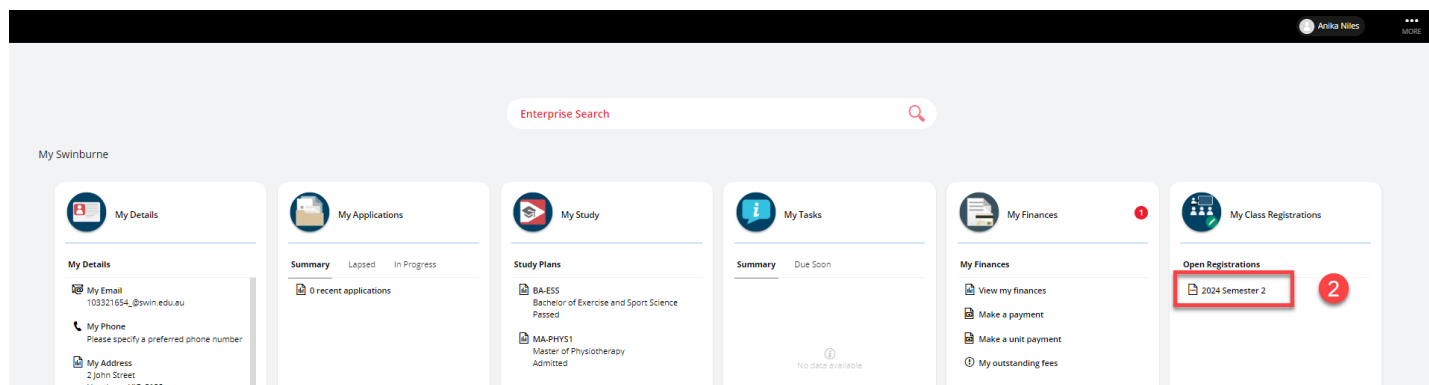 Anika Niles
MORE
Enterprise Search
My Swinburne
My Details
My Details
My Email
103321654_@swin.edu.au
My Phone
Please specify a preferred phone number
My Address
2 John Street
My Applications
Summary Lapsed In Progress
0 recent applications
My Study
Study Plans
BA-ESS
Bachelor of Exercise and Sport Science
Passed
MA-PHYS1
Master of Physiotherapy
Admitted
My Tasks
Summary Due Soon
No data available
My Finances 1
My Finances
View my finances
Make a payment
Make a unit payment
My outstanding fees
My Class Registrations
Open Registrations
2024 Semester 2 2